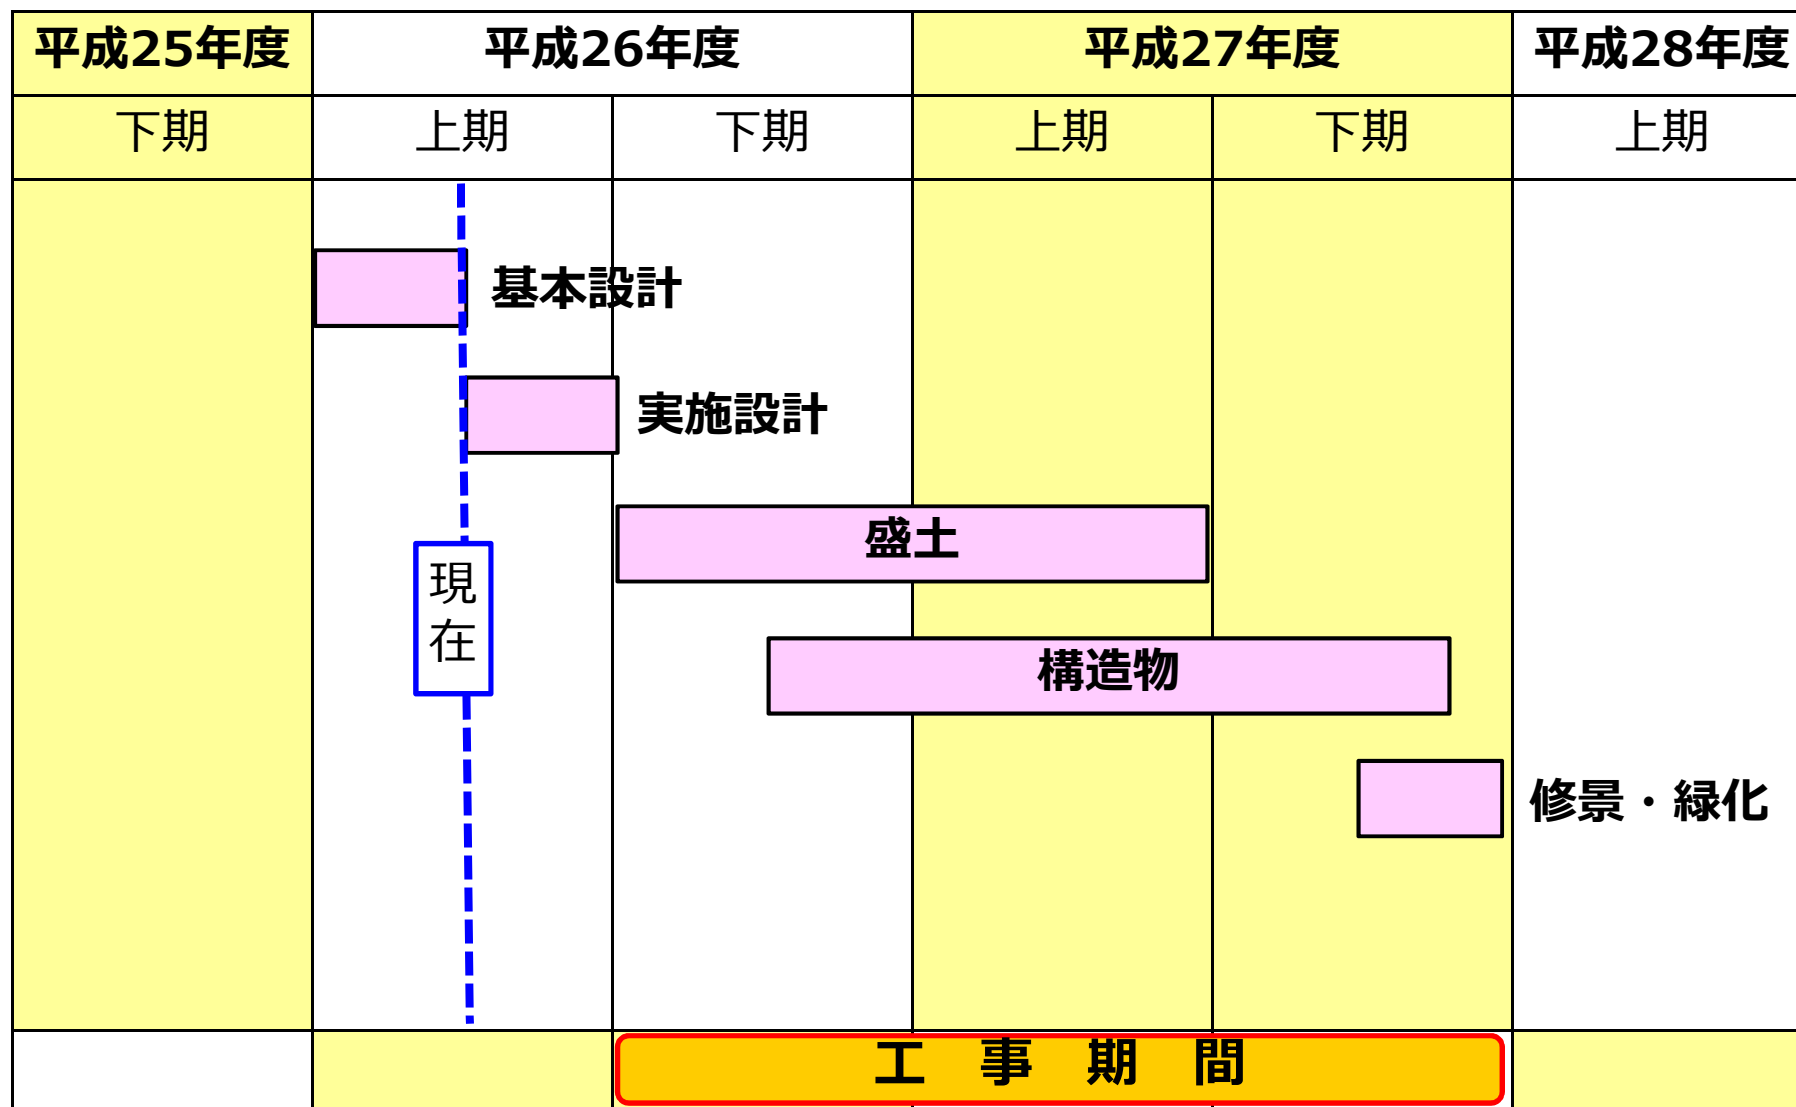 平成25年度
平成26年度
平成27年度
平成28年度
下期
上期
下期
上期
下期
上期
基本設計
実施設計
盛土
現
在
構造物
修景・緑化
工 事 期 間